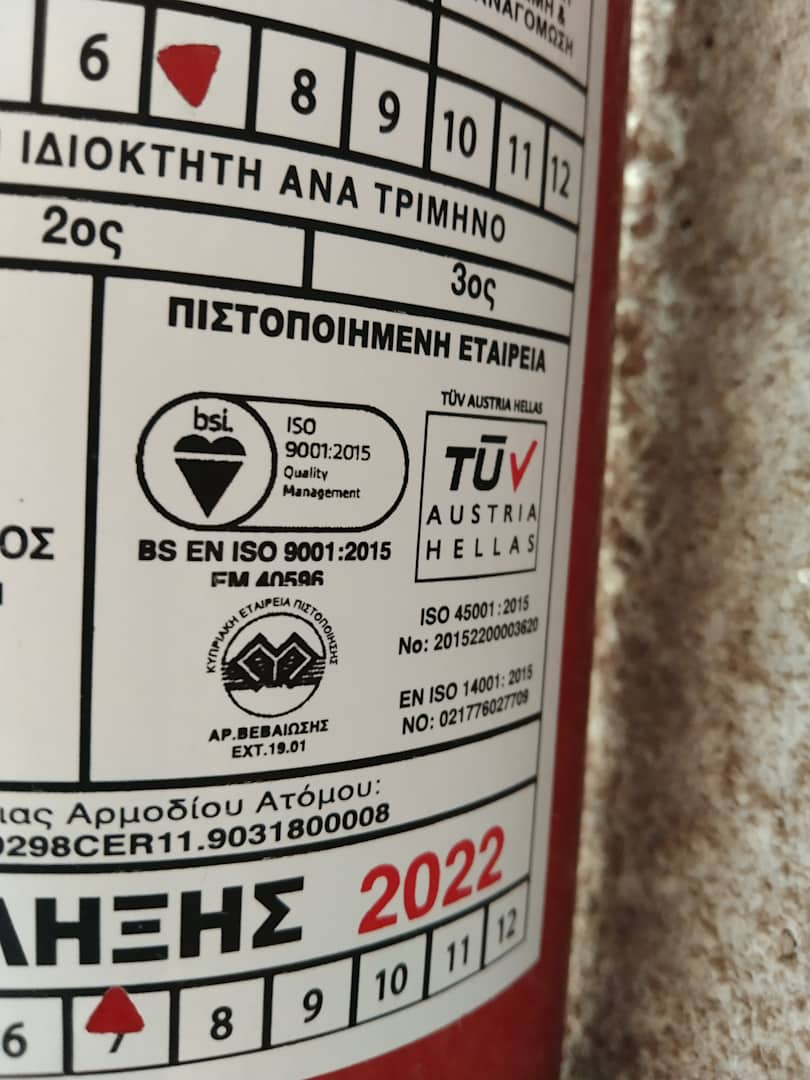 ΑΝΑΓΟΜΩΣΗ
6 8 9 10 11 12
ΙΔΙΟΚΤΗΤΗ ΑΝΑ ΤΡΙΜΗΝΟ
2ος 3ος
ΠΙΣΤΟΠΟΙΗΜΕΝΗ ΕΤΑΙΡΕΙΑ
bsi.
ISO
9001:2015
Quality
Management
BS EN ISO 9001:2015
FM 40596
ΚΥΠΡΙΑΚΗ ΕΤΑΙΡΕΙΑ ΠΙΣΤΟΠΟΙΗΣΗΣ
ΑΡ.ΒΕΒΑΙΩΣΗΣ
EXT.19.01
TÜV AUSTRIA HELLAS
TÜV
AUSTRIA
HELLAS
ISO 45001:2015
No: 20152200003620
EN ISO 14001: 2015
NO: 021776027709
ΟΣ
ιας Αρμοδίου Ατόμου:
0298CER11.9031800008
ΛΗΞΗΣ 2022
6 7 8 9 10 11 12